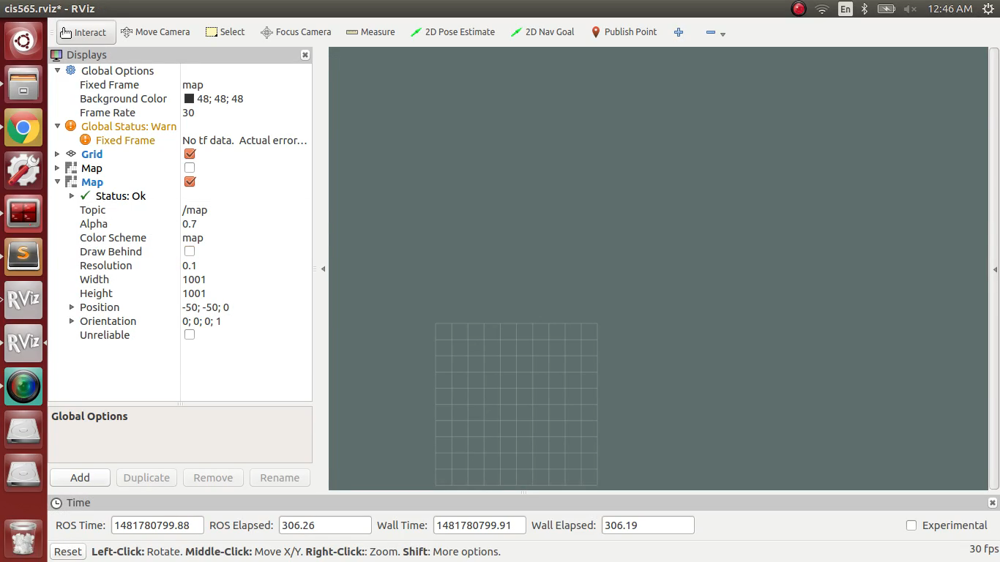 cis565.rviz* - RViz
En
12:46 AM
Interact
Move Camera
Select
Focus Camera
Measure
2D Pose Estimate
2D Nav Goal
Publish Point
Displays
Global Options
Fixed Frame map
Background Color 48; 48; 48
Frame Rate 30
Global Status: Warn
Fixed Frame No tf data.  Actual error…
Grid
Map
Map
Status: Ok
Topic /map
Alpha 0.7
Color Scheme map
Draw Behind
Resolution 0.1
Width 1001
Height 1001
Position -50; -50; 0
Orientation 0; 0; 0; 1
Unreliable
S
RViz
RViz
Global Options
Add
Duplicate
Remove
Rename
Time
ROS Time: 1481780799.88 ROS Elapsed: 306.26 Wall Time: 1481780799.91 Wall Elapsed: 306.19 Experimental
Reset Left-Click: Rotate. Middle-Click: Move X/Y. Right-Click:: Zoom. Shift: More options. 30 fps